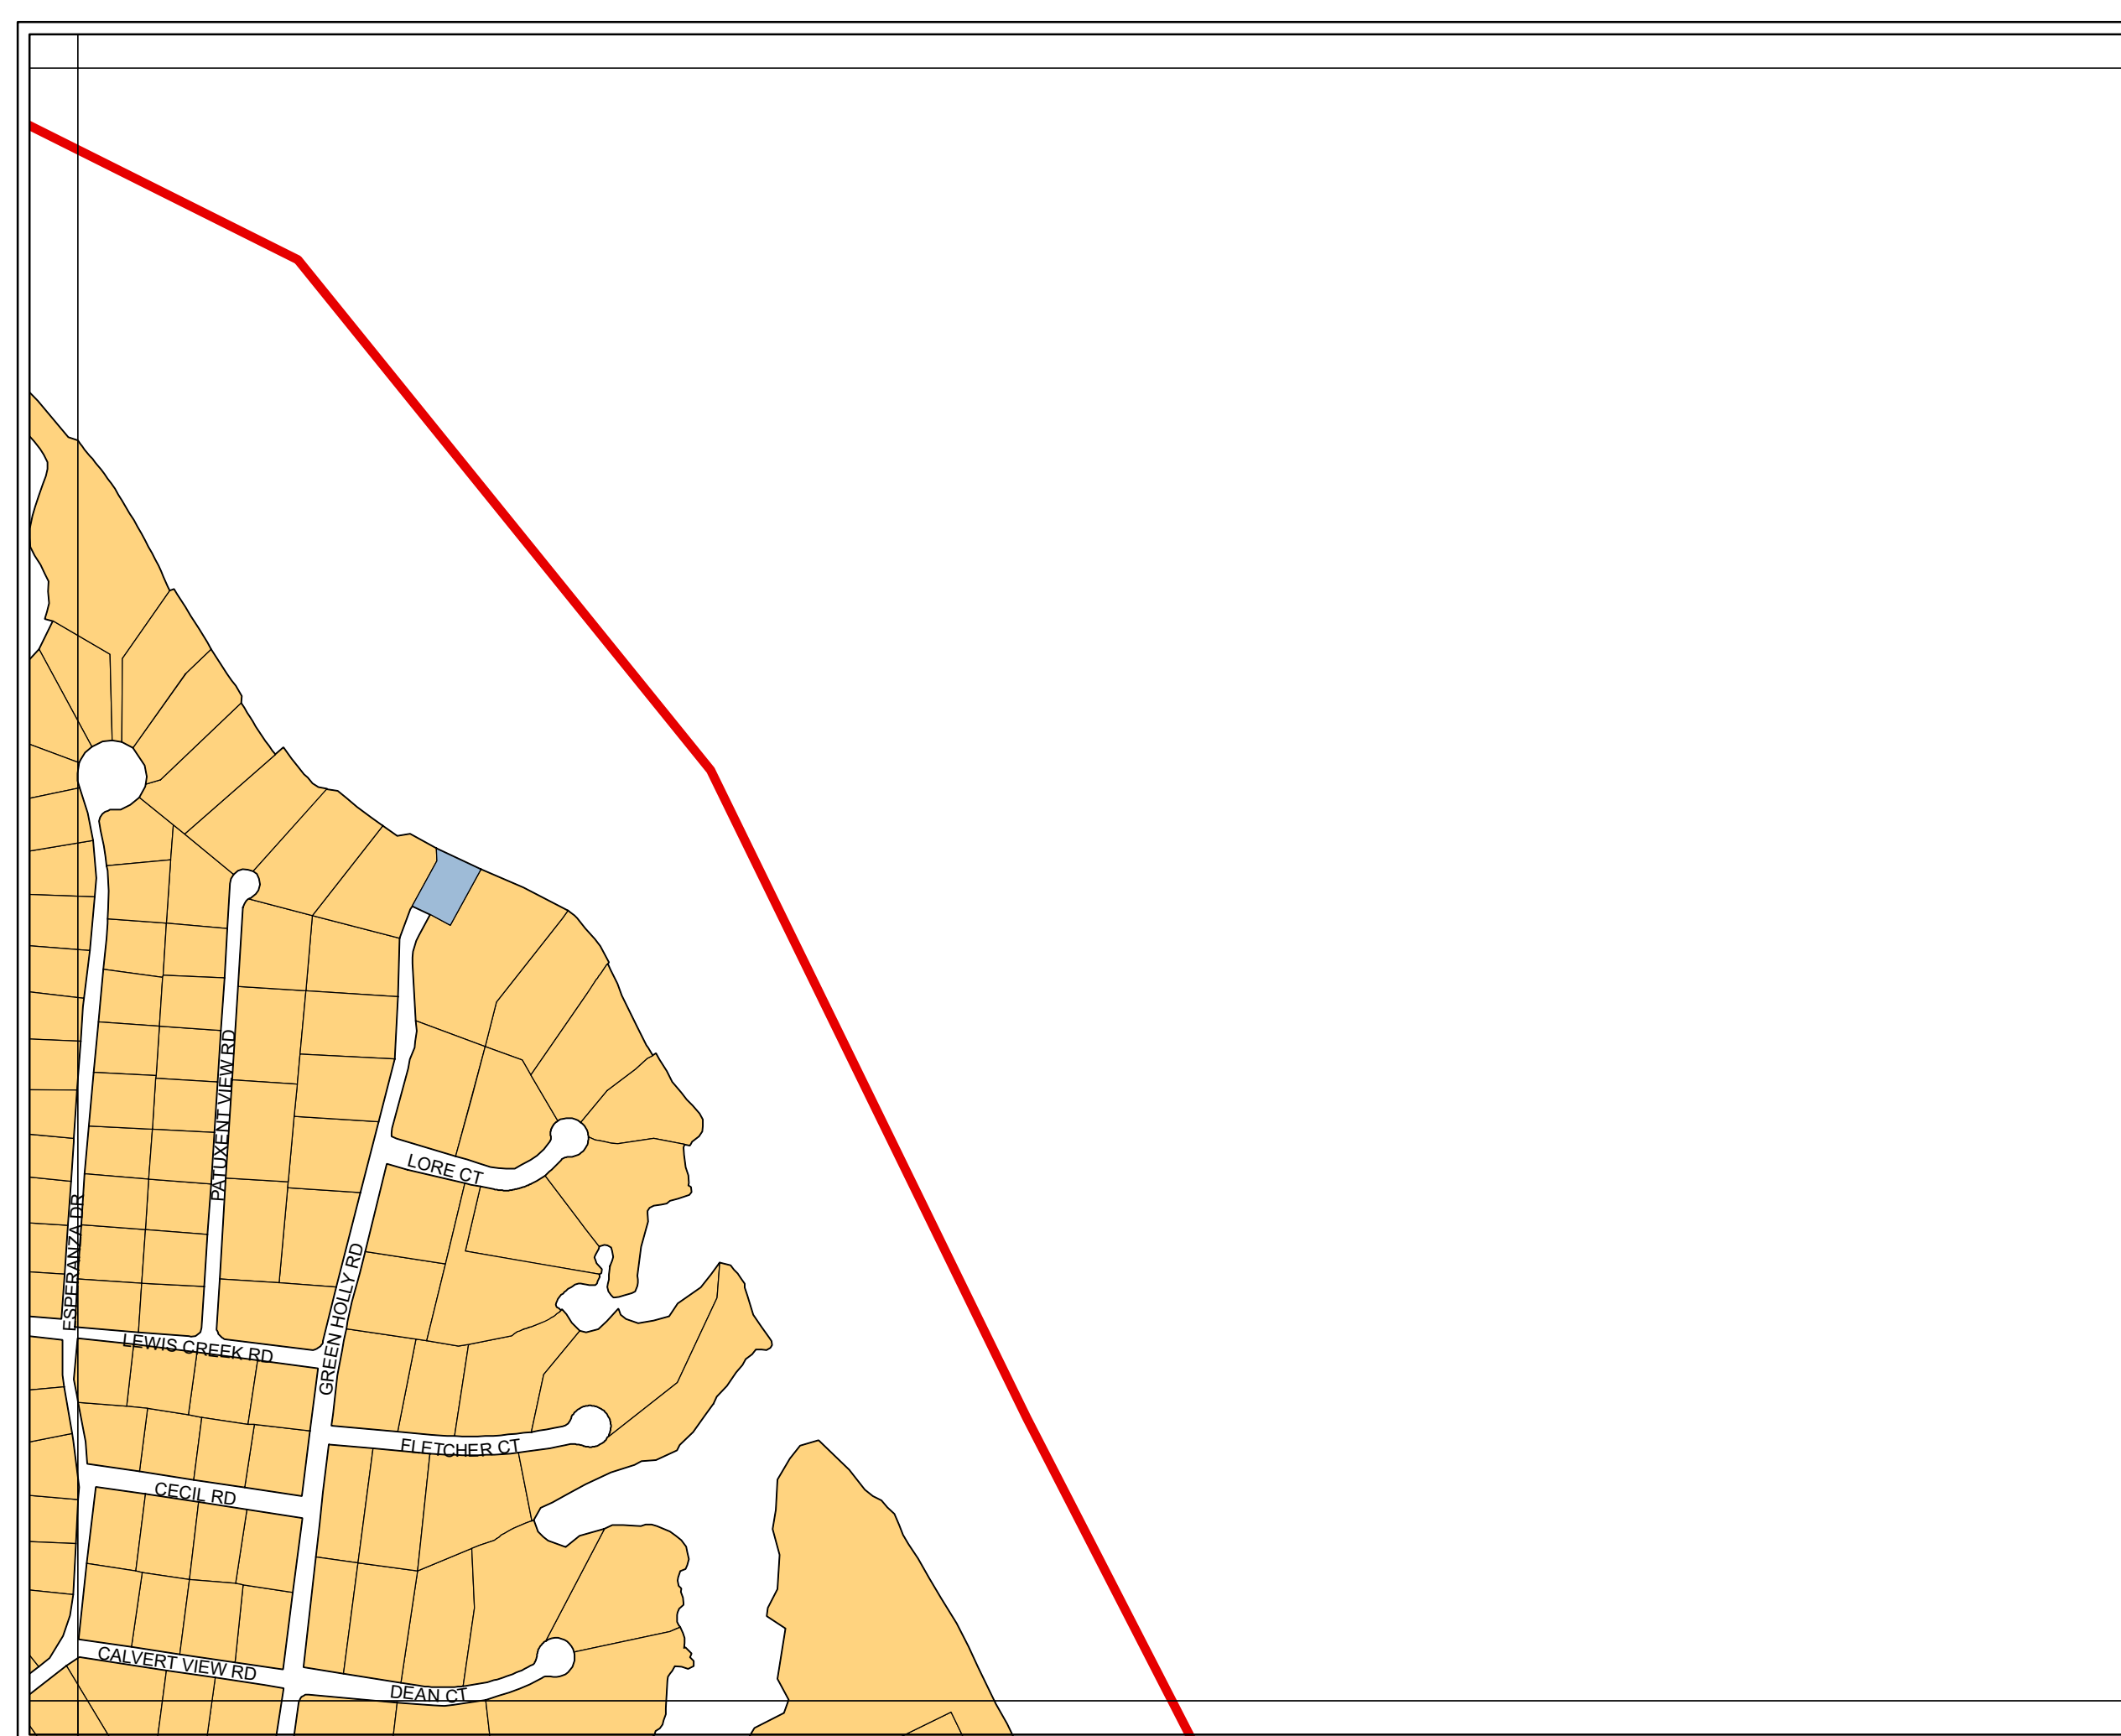 PATUXENT VIEW RD
LORE CT
ESPERANZA DR
GREEN HOLLY RD
LEWIS CREEK RD
FLETCHER CT
CECIL RD
CALVERT VIEW RD
DEAN CT